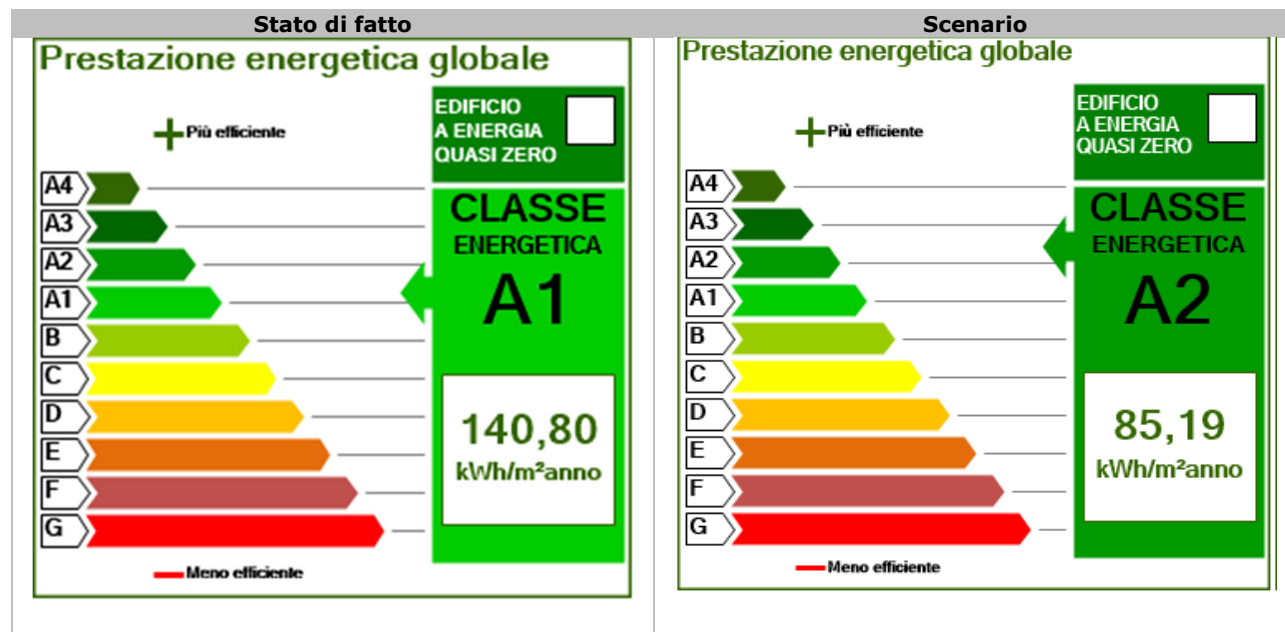 Stato di fatto
Prestazione energetica globale
Più efficiente
EDIFICIO
A ENERGIA
QUASI ZERO
A4
A3
A2
A1
B
C
D
E
F
G
CLASSE
ENERGETICA
A1
140,80
kWh/m²anno
Meno efficiente
Scenario
Prestazione energetica globale
Più efficiente
EDIFICIO
A ENERGIA
QUASI ZERO
A4
A3
A2
A1
B
C
D
E
F
G
CLASSE
ENERGETICA
A2
85,19
kWh/m²anno
Meno efficiente